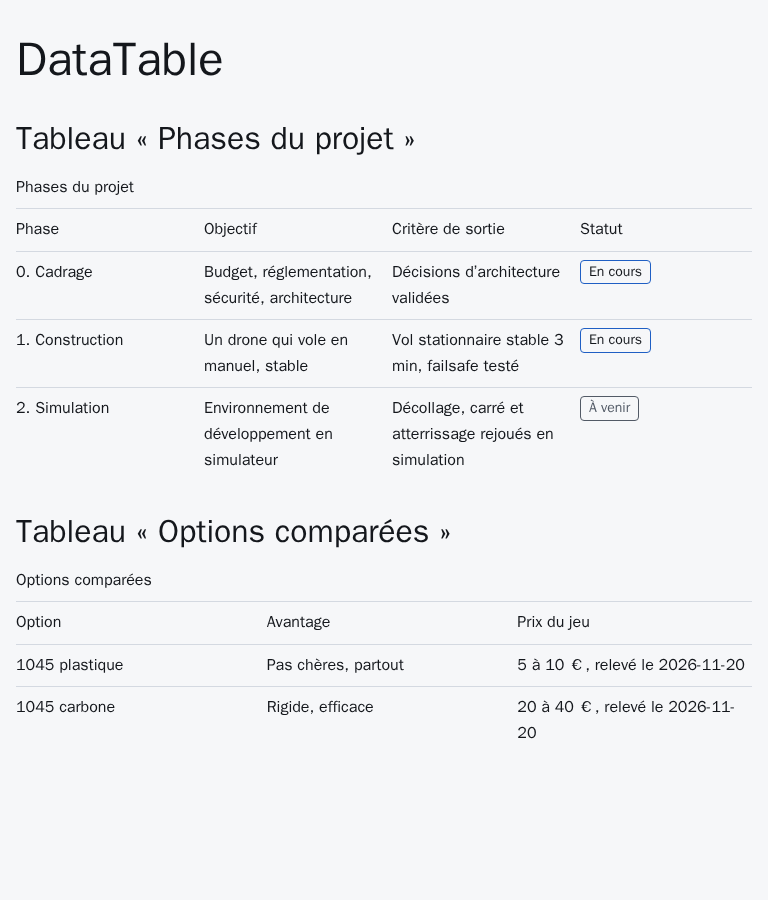 DataTable
Tableau « Phases du projet »
Phases du projet
Phase Objectif Critère de sortie Statut
0. Cadrage Budget, réglementation, Décisions d'architecture En cours
sécurité, architecture validées
1. Construction Un drone qui vole en Vol stationnaire stable 3 En cours
manuel, stable min, failsafe testé
2. Simulation Environnement de Décollage, carré et À venir
développement en atterrissage rejoués en
simulateur simulation
Tableau « Options comparées »
Options comparées
Option Avantage Prix du jeu
1045 plastique Pas chères, partout 5 à 10 € , relevé le 2026-11-20
1045 carbone Rigide, efficace 20 à 40 € , relevé le 2026-11-
20